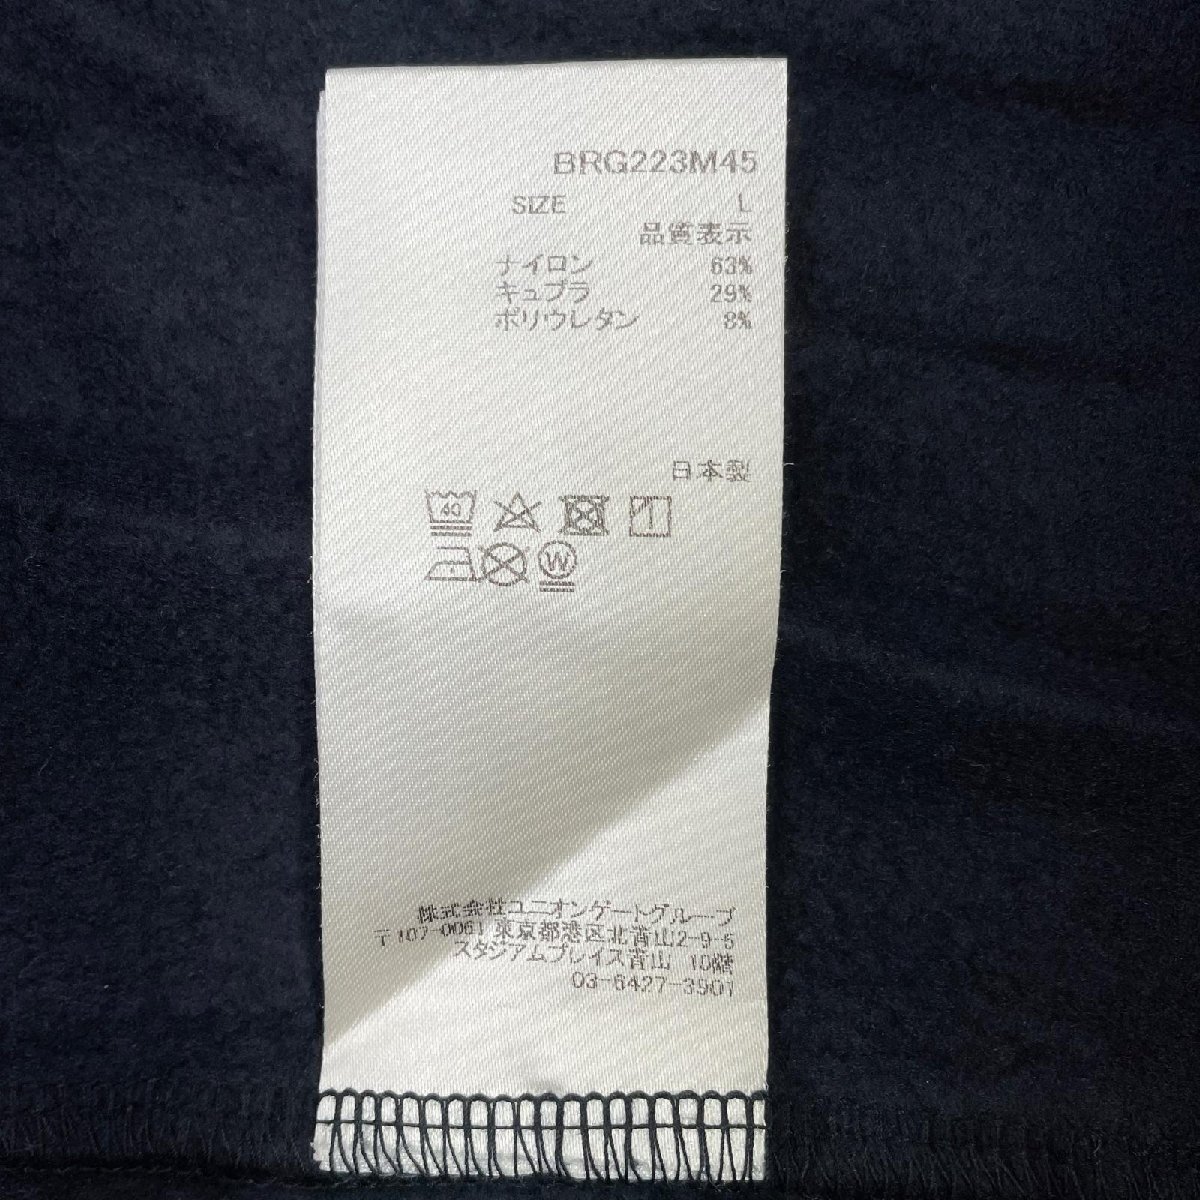 BRG223M45
SIZE L
品質表示
ナイロン 63%
キュプラ 29%
ポリウレタン 8%
日本製
40
W
株式会社ユニオンゲートグループ
〒107-0061 東京都港区北青山2-9-5
スタジアムプレイス青山 10階
03-6427-3901